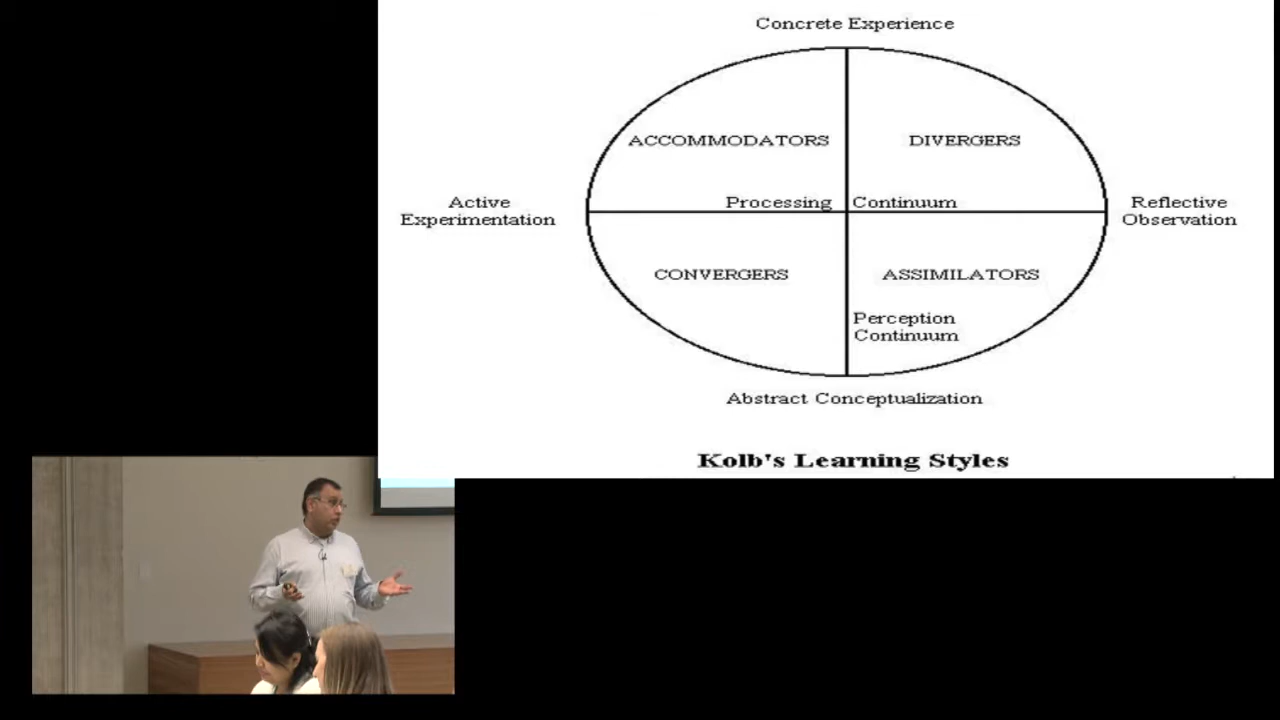 Concrete Experience
ACCOMMODATORS
DIVERGERS
Active
Experimentation
Processing
Continuum
Reflective
Observation
CONVERGERS
ASSIMILATORS
Perception
Continuum
Abstract Conceptualization
Kolb's Learning Styles